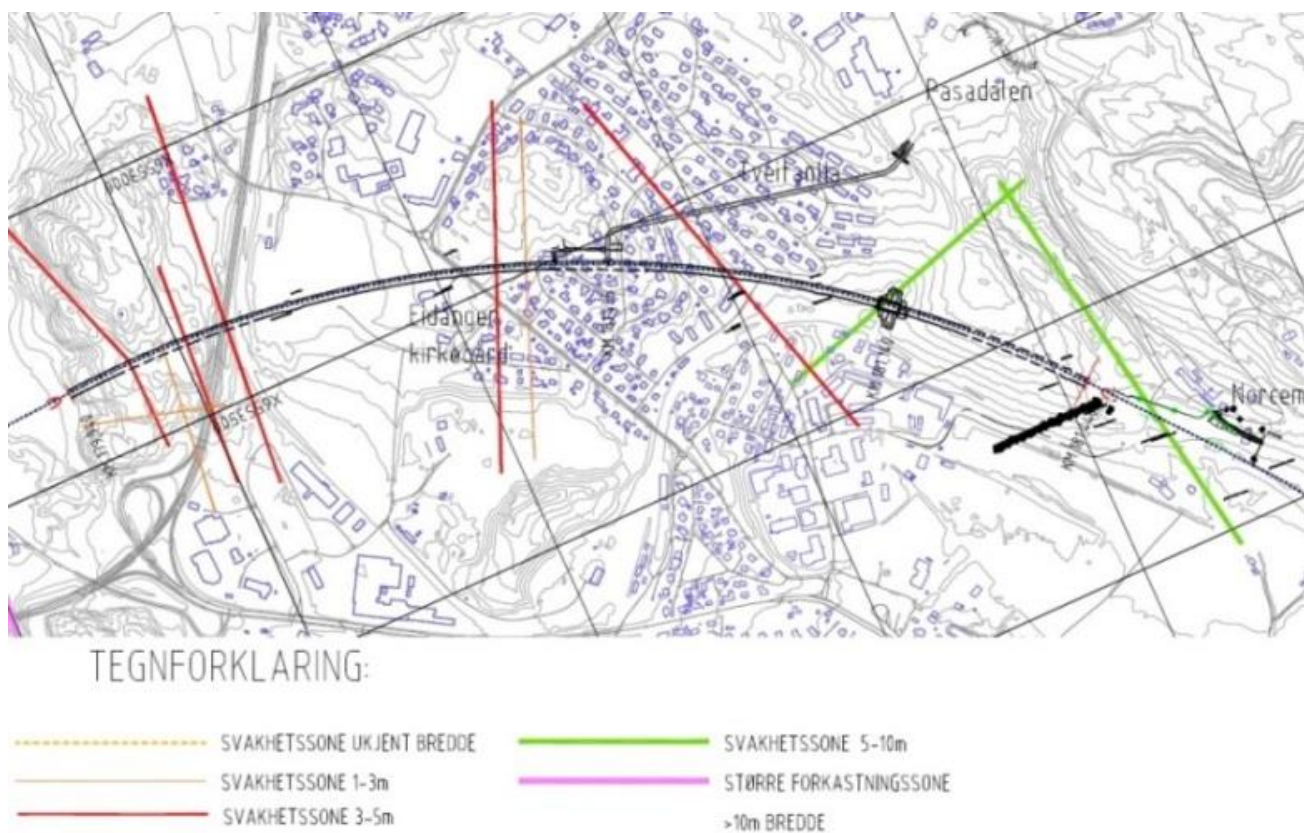 Pasadalen
Tveitanlia
Eidanger
kirkegård
Norcem
TEGNFORKLARING:
SVAKHETSSONE UKJENT BREDDE
SVAKHETSSONE 1-3m
SVAKHETSSONE 3-5m
SVAKHETSSONE 5-10m
STØRRE FORKASTNINGSSONE
>10m BREDDE